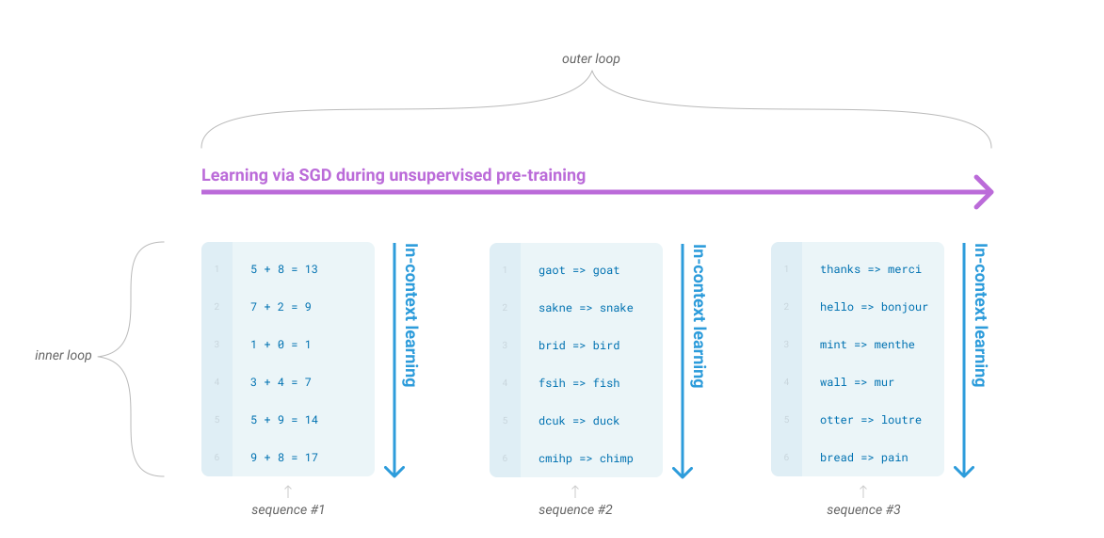 outer loop
Learning via SGD during unsupervised pre-training
inner loop
1 5 + 8 = 13
2 7 + 2 = 9
3 1 + 0 = 1
4 3 + 4 = 7
5 5 + 9 = 14
6 9 + 8 = 17
In-context learning
sequence #1
1 gaot => goat
2 sakne => snake
3 brid => bird
4 fsih => fish
5 dcuk => duck
6 cmihp => chimp
In-context learning
sequence #2
1 thanks => merci
2 hello => bonjour
3 mint => menthe
4 wall => mur
5 otter => loutre
6 bread => pain
In-context learning
sequence #3